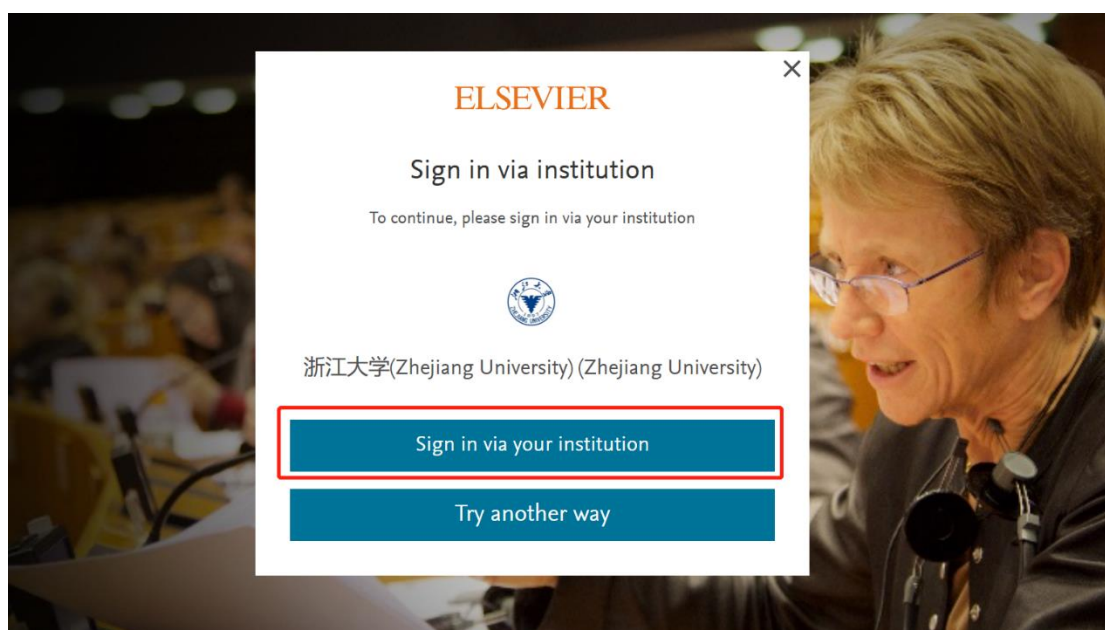 ELSEVIER
Sign in via institution
To continue, please sign in via your institution
浙江大学(Zhejiang University) (Zhejiang University)
Sign in via your institution
Try another way